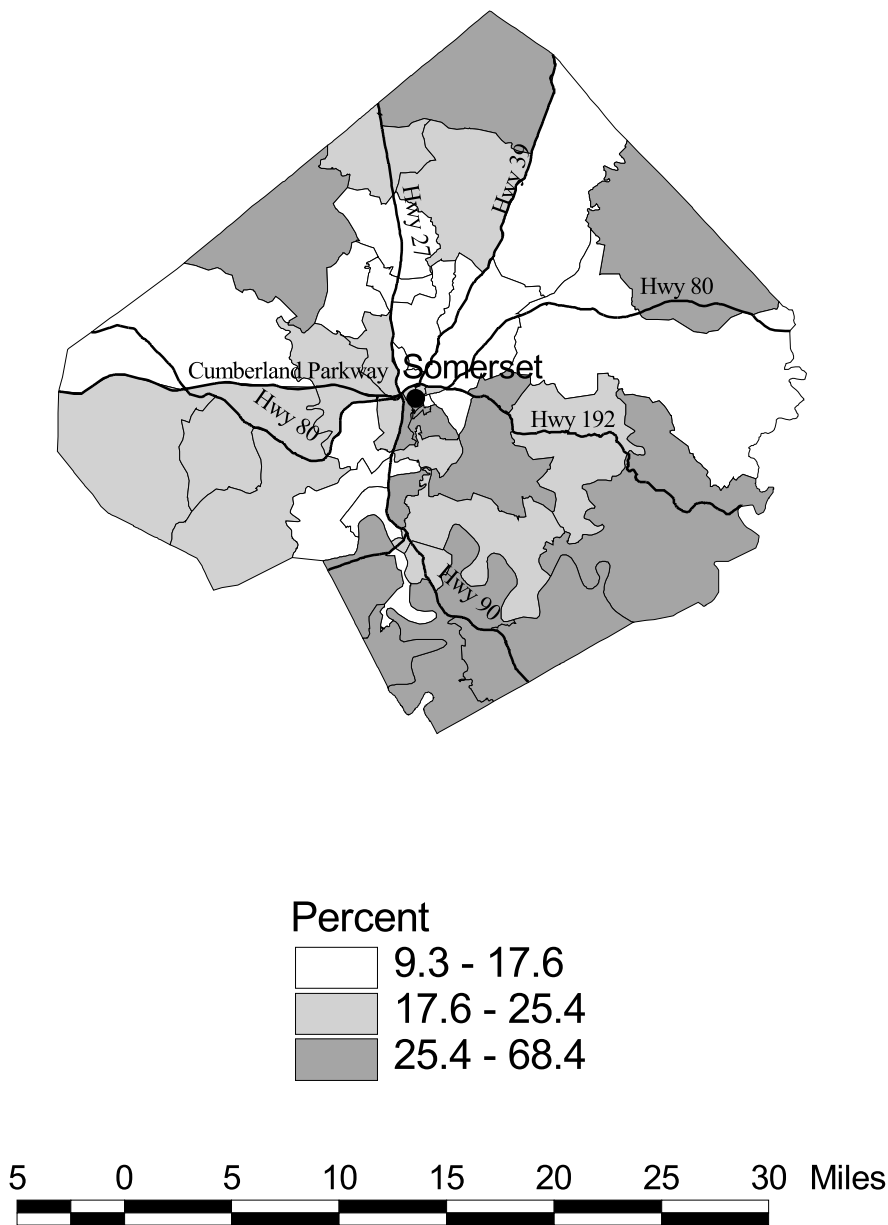 Hwy 39
Hwy 27
Hwy 80
Cumberland Parkway
Somerset
Hwy 80
Hwy 192
Hwy 90
Percent
9.3 - 17.6
17.6 - 25.4
25.4 - 68.4
5 0 5 10 15 20 25 30 Miles